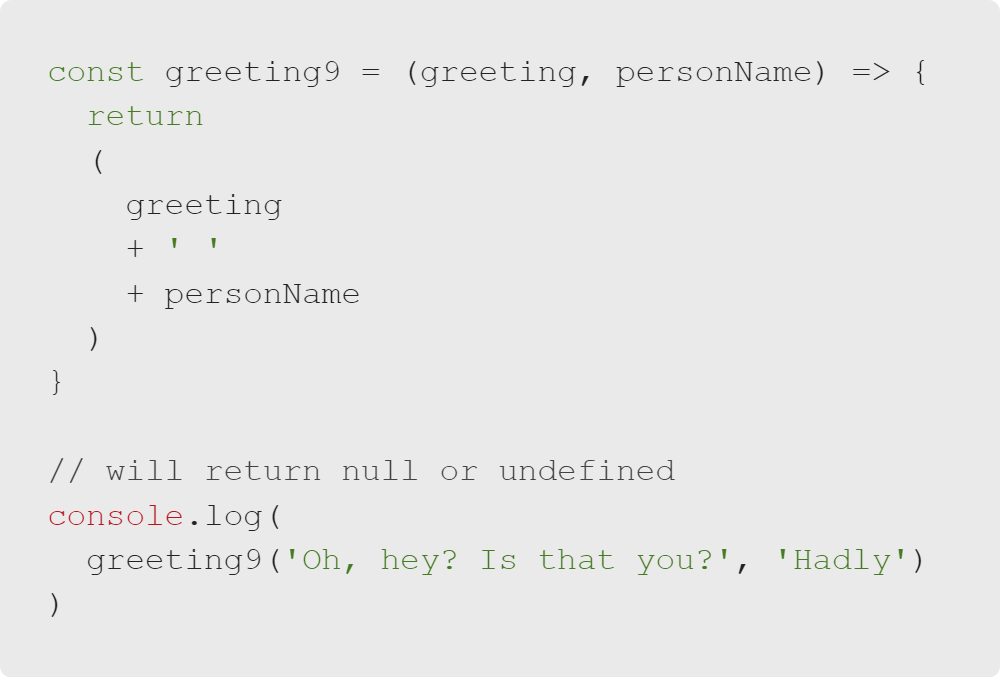 const greeting9 = (greeting, personName) => {
  return
  (
    greeting
    + ' '
    + personName
  )
}

// will return null or undefined
console.log(
  greeting9('Oh, hey? Is that you?', 'Hadly')
)